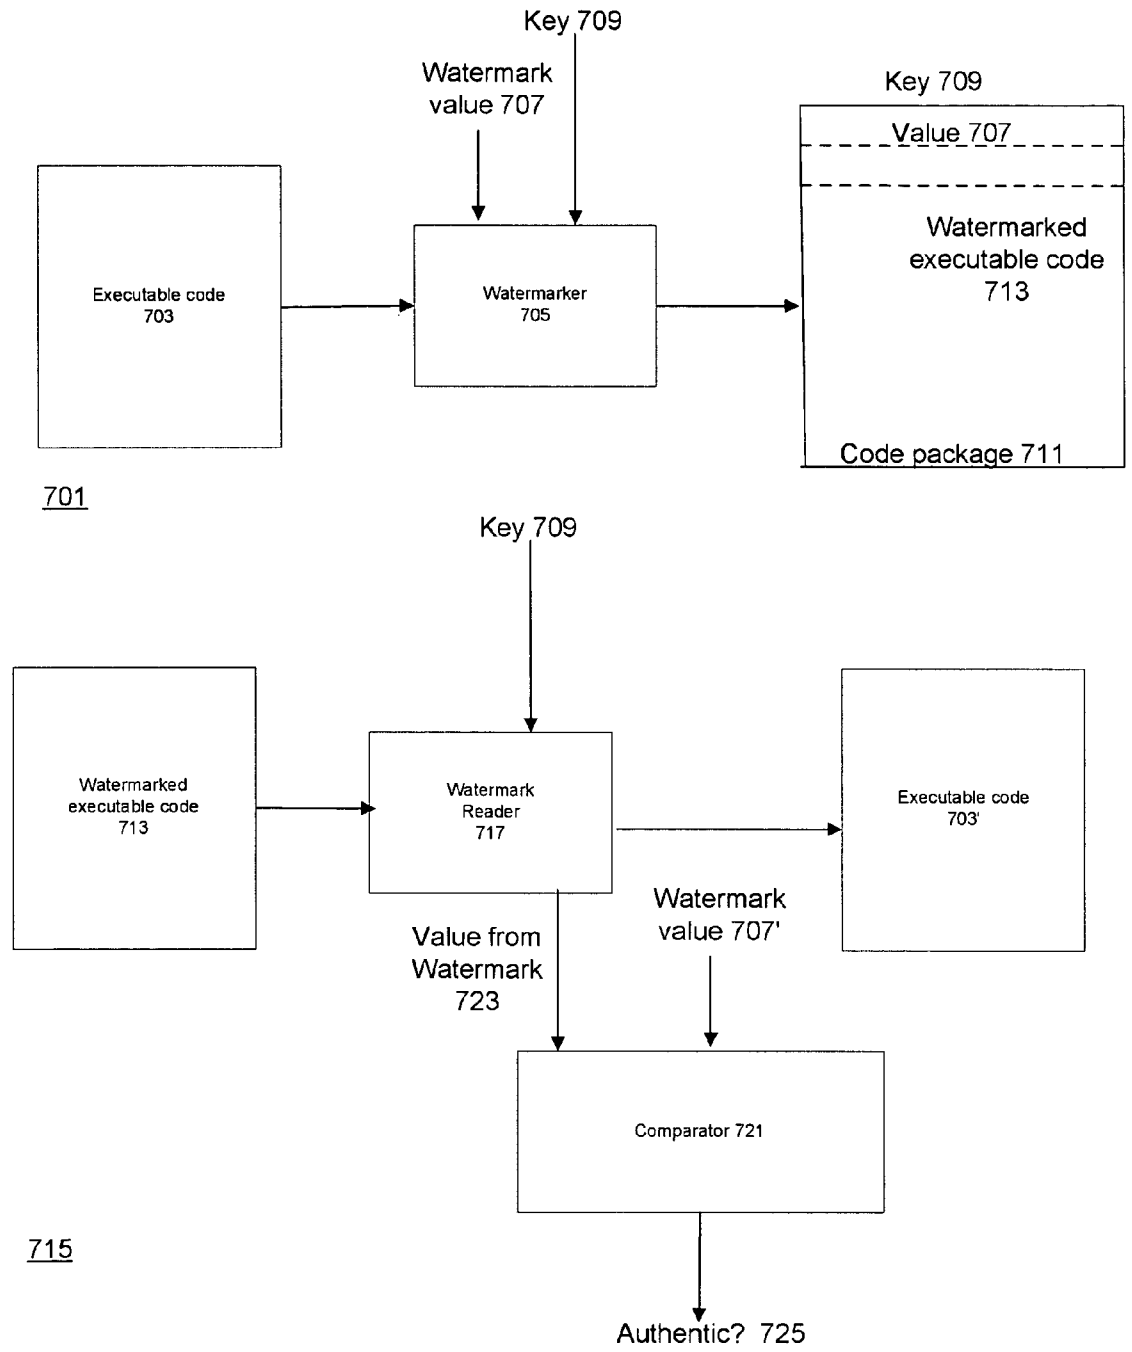 Key 709
Watermark
value 707
Key 709
Value 707
Executable code
703
Watermarker
705
Watermarked
executable code
713
Code package 711
701
Key 709
Watermarked
executable code
713
Watermark
Reader
717
Executable code
703'
Value from
Watermark
723
Watermark
value 707'
Comparator 721
715
Authentic? 725